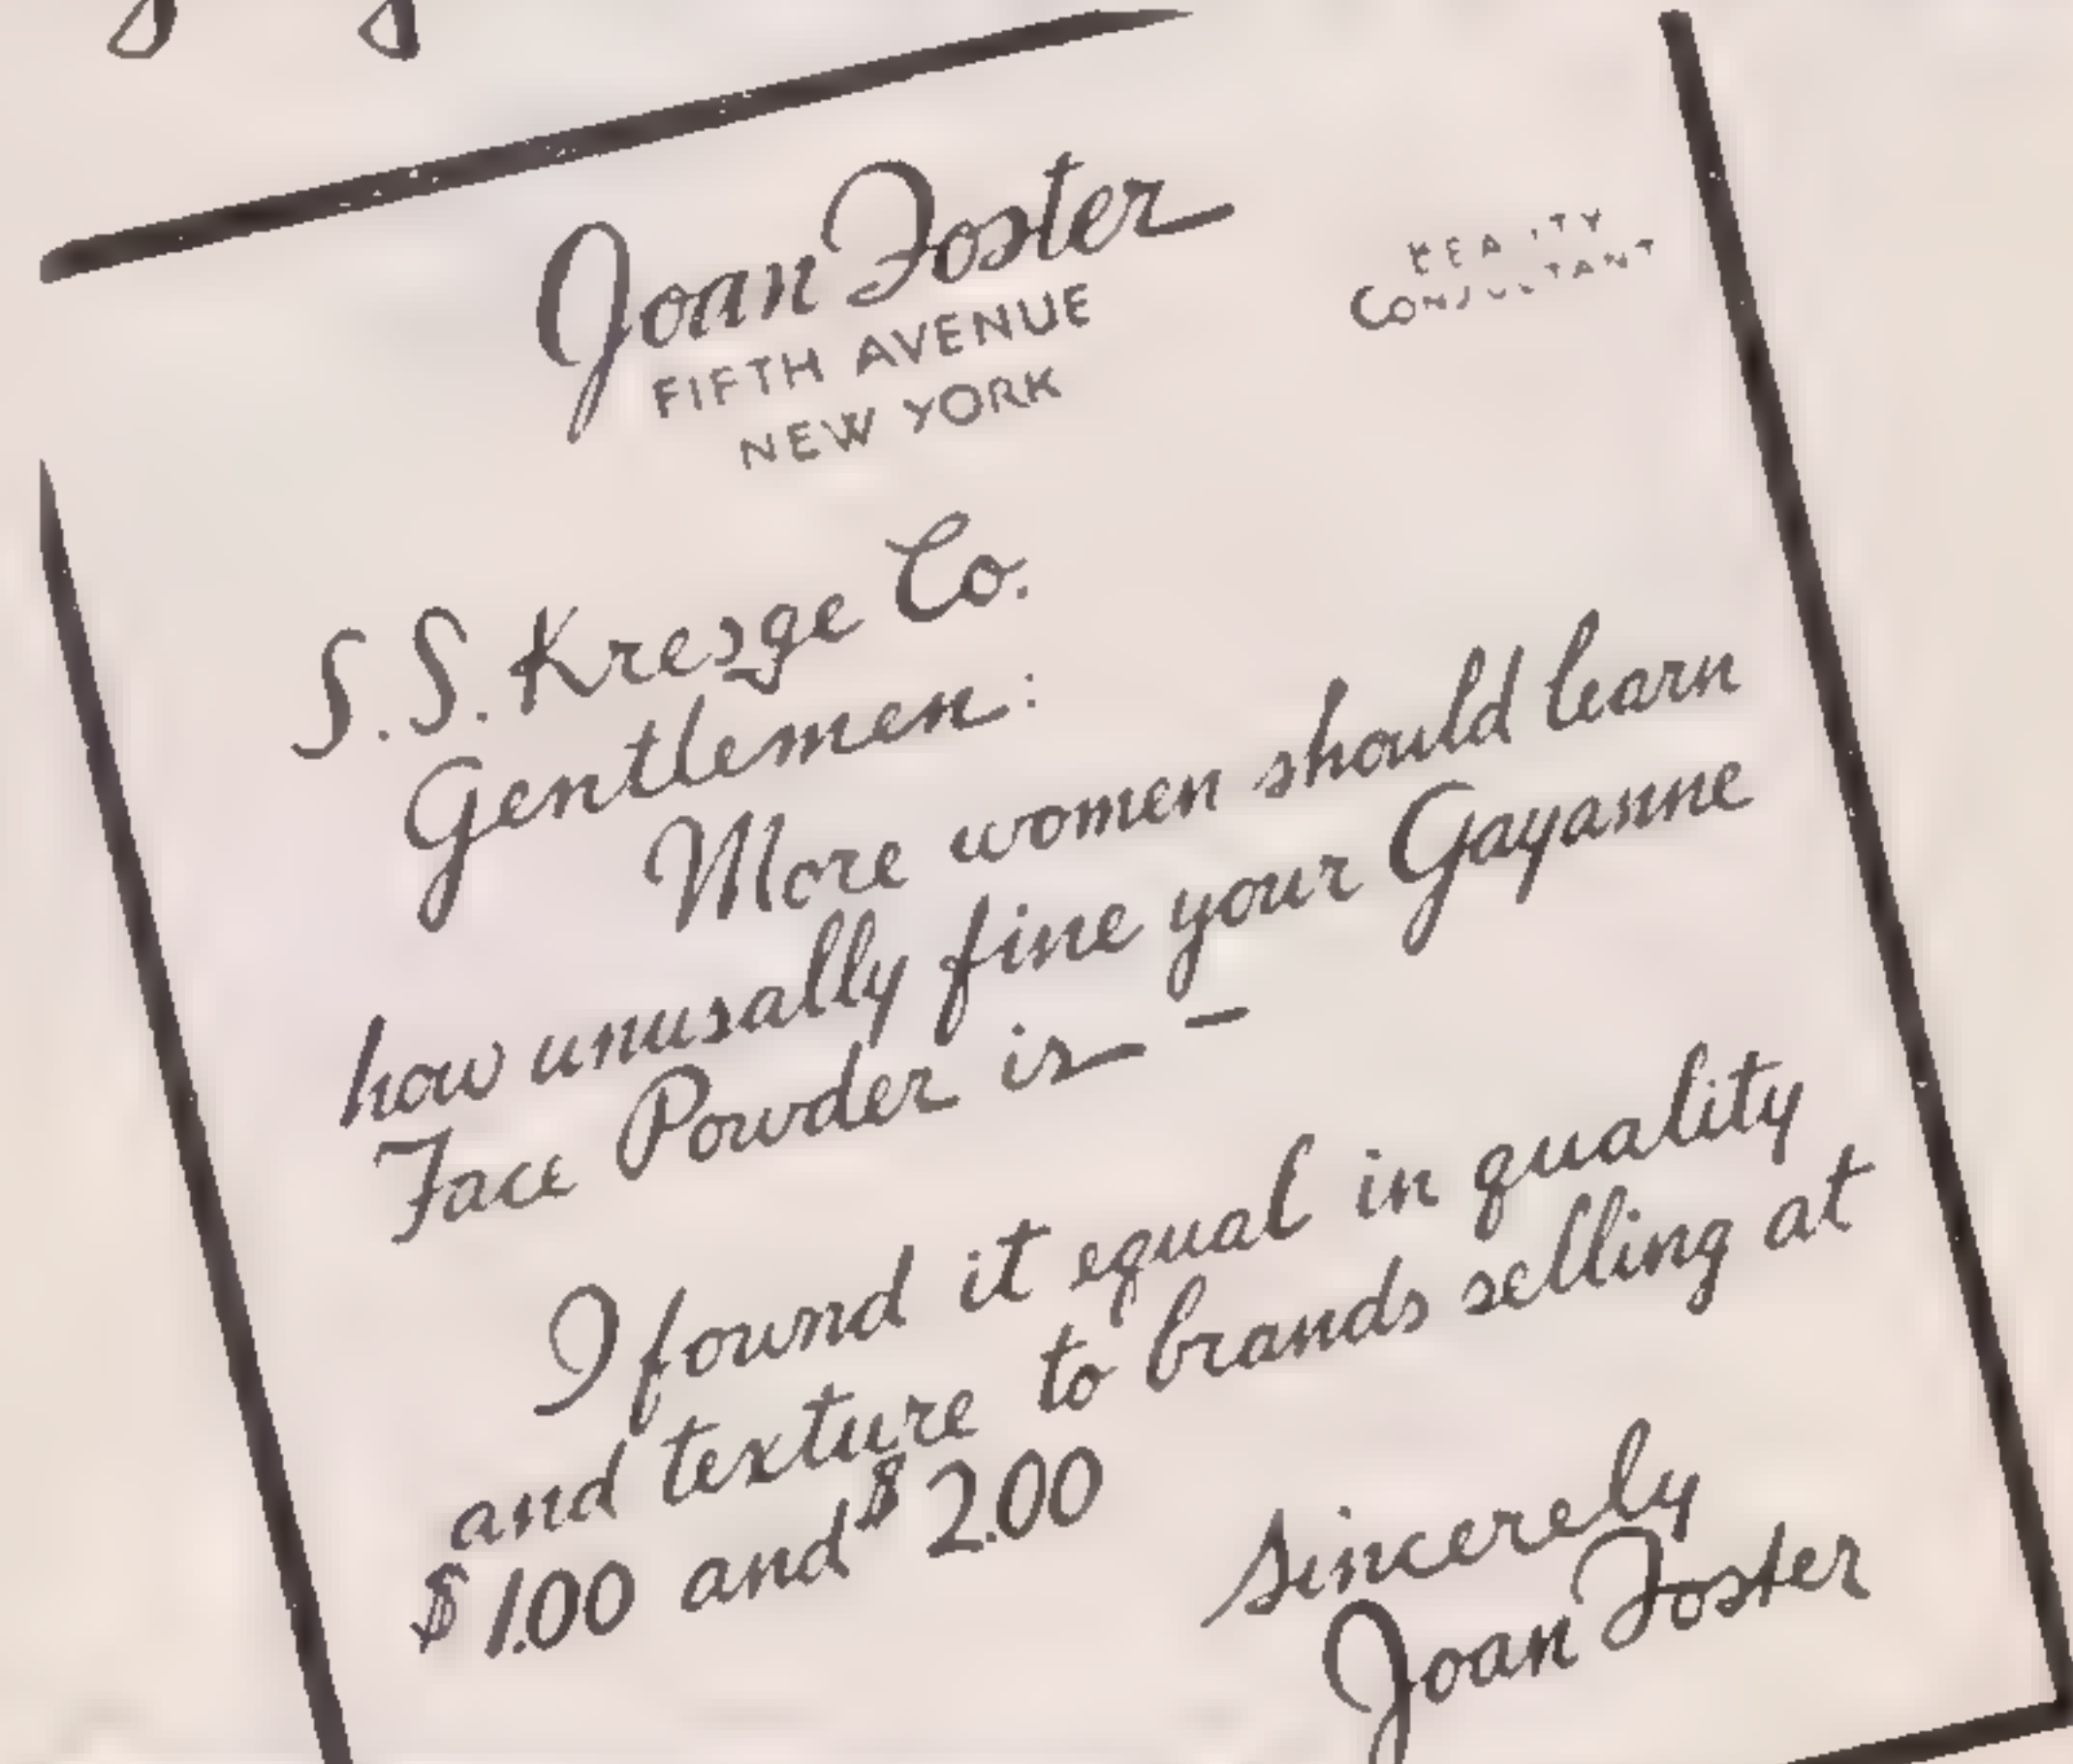 Joan Foster
FIFTH AVENUE
NEW YORK
BEAUTY
CONSULTANT
S.S. Kresge Co.
Gentlemen:
More women should learn
how unusally fine your Gayanne
Face Powder is —
I found it equal in quality
and texture to brands selling at
$1.00 and $2.00
Sincerely
Joan Foster